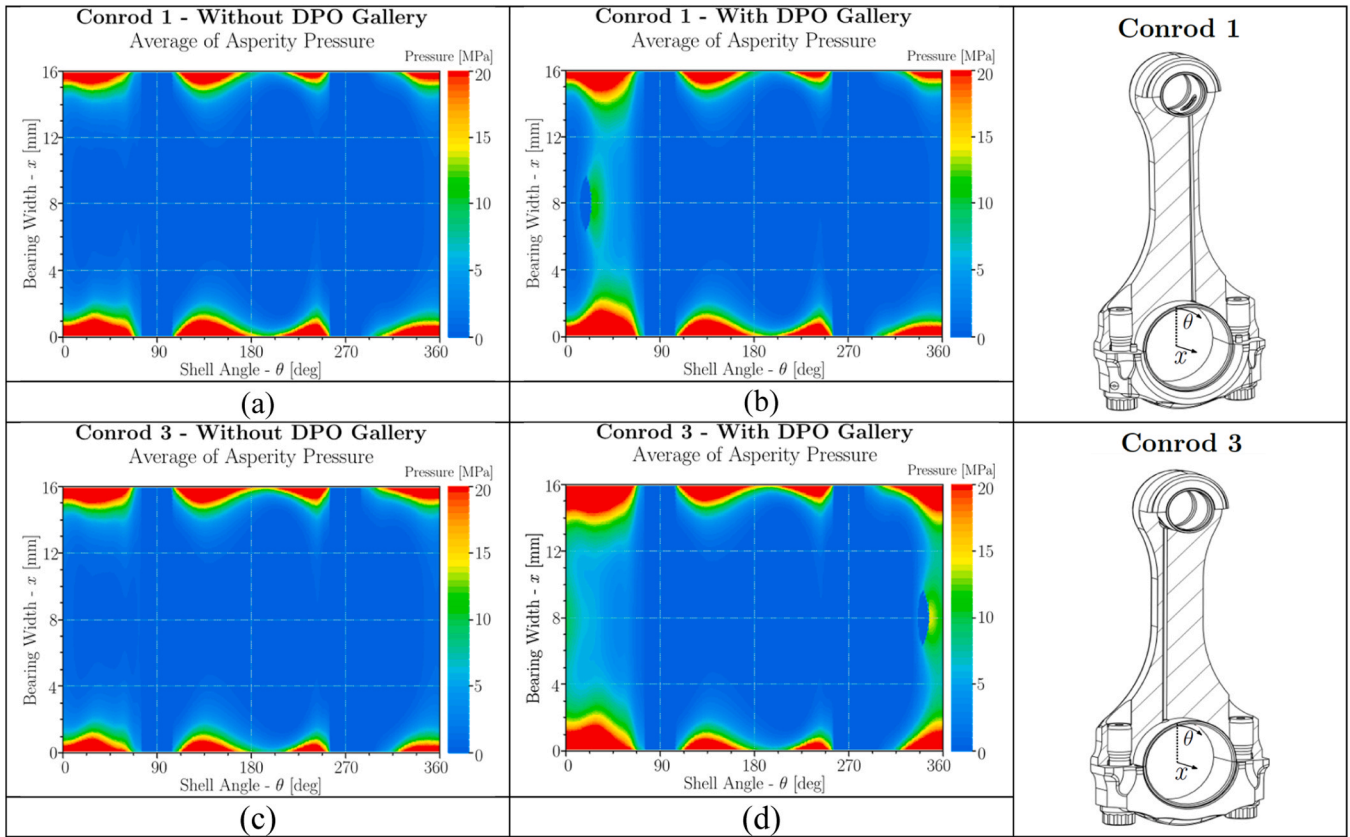 Conrod 1 - Without DPO Gallery
Average of Asperity Pressure
Pressure [MPa]
Bearing Width - x [mm]
16
12
8
4
0
0 90 180 270 360
Shell Angle - θ [deg]
20
15
10
5
0
(a)
Conrod 1 - With DPO Gallery
Average of Asperity Pressure
Pressure [MPa]
Bearing Width - x [mm]
16
12
8
4
0
0 90 180 270 360
Shell Angle - θ [deg]
20
15
10
5
0
(b)
Conrod 1
θ
x
Conrod 3 - Without DPO Gallery
Average of Asperity Pressure
Pressure [MPa]
Bearing Width - x [mm]
16
12
8
4
0
0 90 180 270 360
Shell Angle - θ [deg]
20
15
10
5
0
(c)
Conrod 3 - With DPO Gallery
Average of Asperity Pressure
Pressure [MPa]
Bearing Width - x [mm]
16
12
8
4
0
0 90 180 270 360
Shell Angle - θ [deg]
20
15
10
5
0
(d)
Conrod 3
θ
x